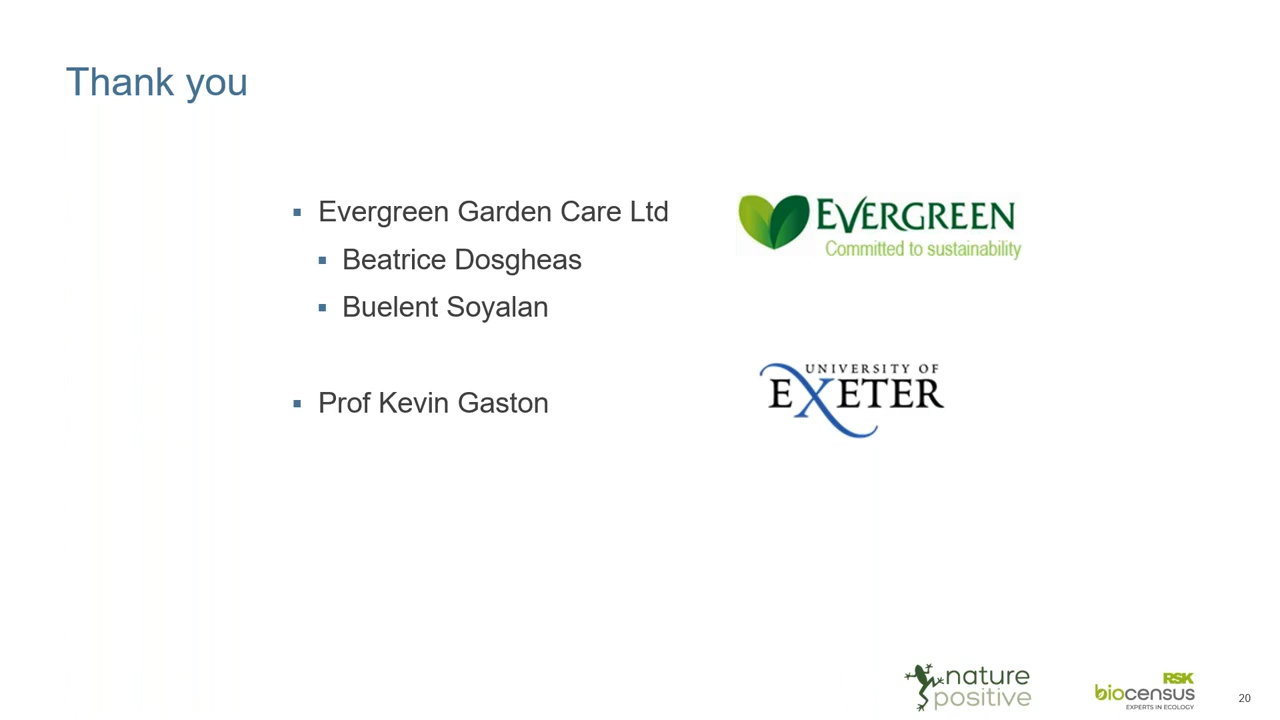 Thank you
▪ Evergreen Garden Care Ltd
▪ Beatrice Dosgheas
▪ Buelent Soyalan
▪ Prof Kevin Gaston
EVERGREEN
Committed to sustainability
UNIVERSITY OF
EXETER
nature
positive
RSK
biocensus
EXPERTS IN ECOLOGY
20